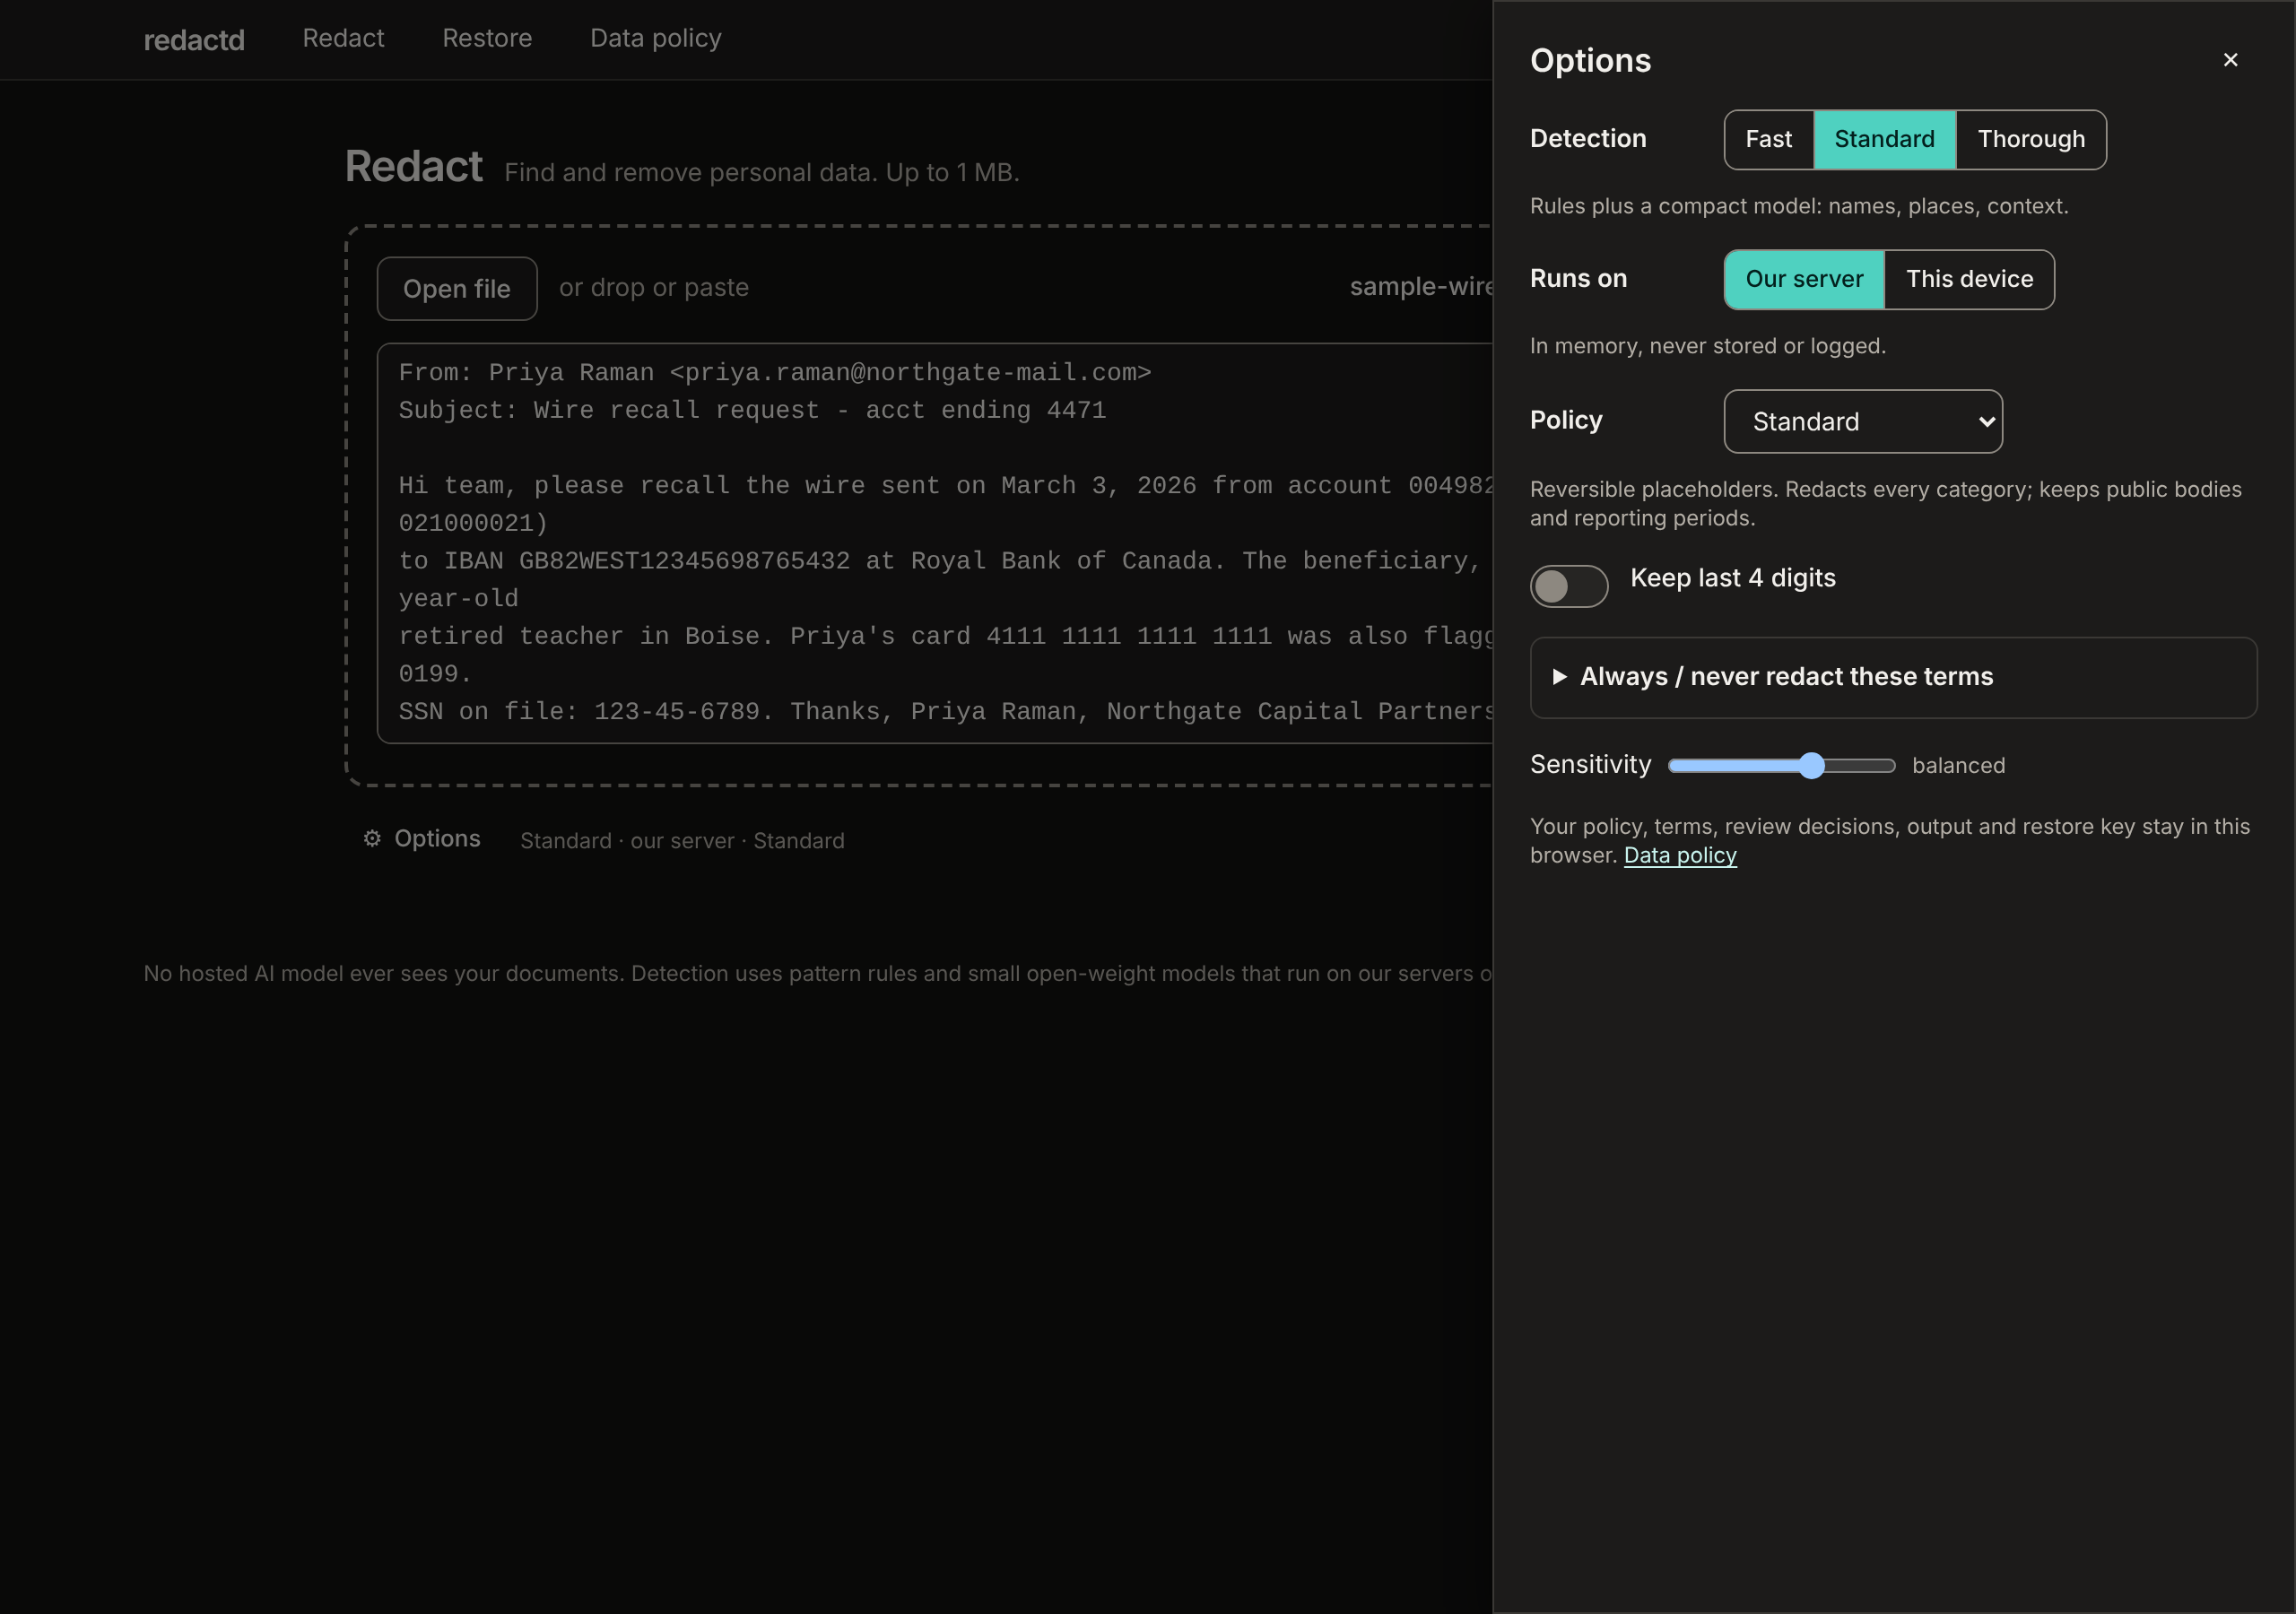 redactd Redact Restore Data policy
Redact Find and remove personal data. Up to 1 MB.
Open file or drop or paste sample-wire
From: Priya Raman <priya.raman@northgate-mail.com>
Subject: Wire recall request - acct ending 4471
Hi team, please recall the wire sent on March 3, 2026 from account 004982
021000021)
to IBAN GB82WEST12345698765432 at Royal Bank of Canada. The beneficiary,
year-old
retired teacher in Boise. Priya's card 4111 1111 1111 1111 was also flagg
0199.
SSN on file: 123-45-6789. Thanks, Priya Raman, Northgate Capital Partners
⚙ Options Standard · our server · Standard
No hosted AI model ever sees your documents. Detection uses pattern rules and small open-weight models that run on our servers o
Options ×
Detection Fast Standard Thorough
Rules plus a compact model: names, places, context.
Runs on Our server This device
In memory, never stored or logged.
Policy Standard
Reversible placeholders. Redacts every category; keeps public bodies
and reporting periods.
Keep last 4 digits
▶ Always / never redact these terms
Sensitivity balanced
Your policy, terms, review decisions, output and restore key stay in this
browser. Data policy